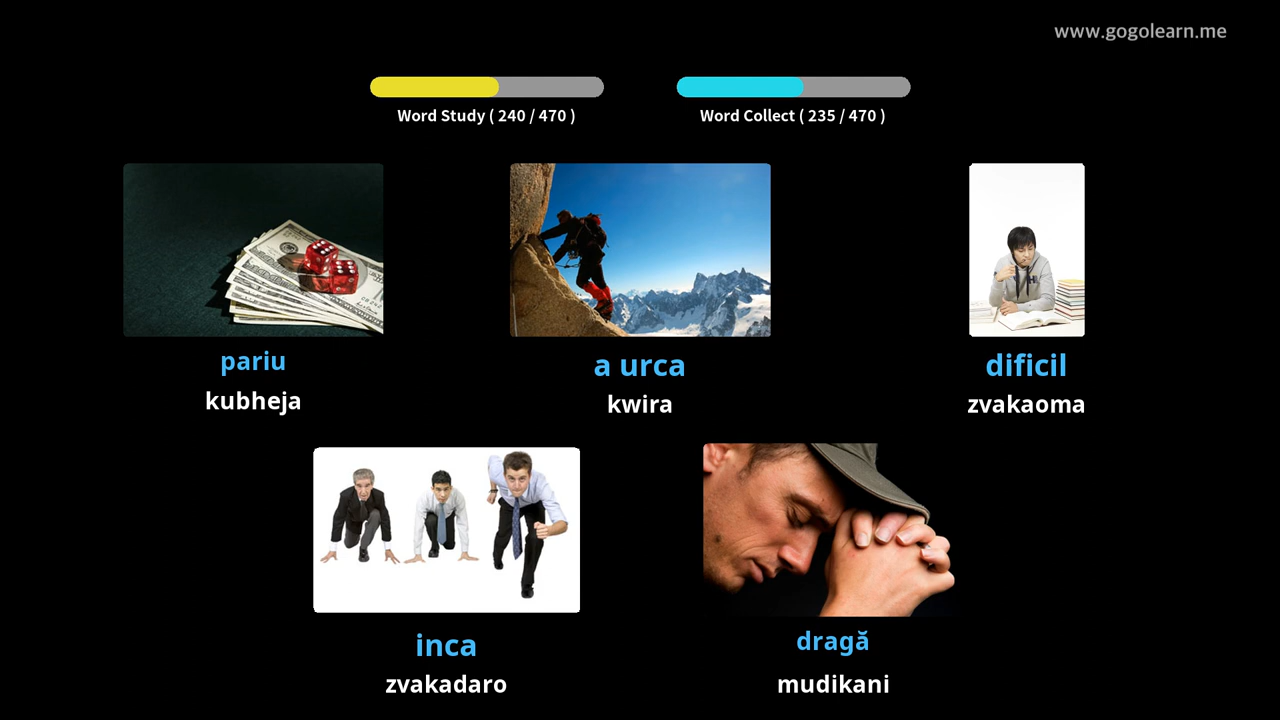 www.gogolearn.me
Word Study ( 240 / 470 )
Word Collect ( 235 / 470 )
pariu
kubheja
a urca
kwira
dificil
zvakaoma
inca
zvakadaro
dragă
mudikani